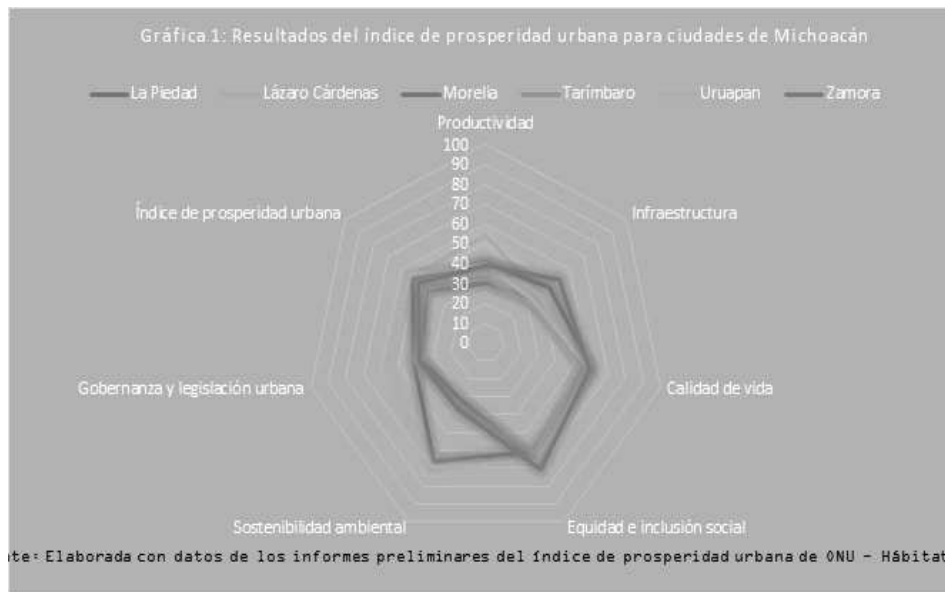 Gráfica 1: Resultados del índice de prosperidad urbana para ciudades de Michoacán
La Piedad Lázaro Cárdenas Morelia Tarímbaro Uruapan Zamora
Productividad
100
90
80
70
60
50
40
30
20
10
0
Índice de prosperidad urbana
Infraestructura
Gobernanza y legislación urbana
Calidad de vida
Sostenibilidad ambiental
Equidad e inclusión social
nte: Elaborada con datos de los informes preliminares del índice de prosperidad urbana de ONU - Hábitat